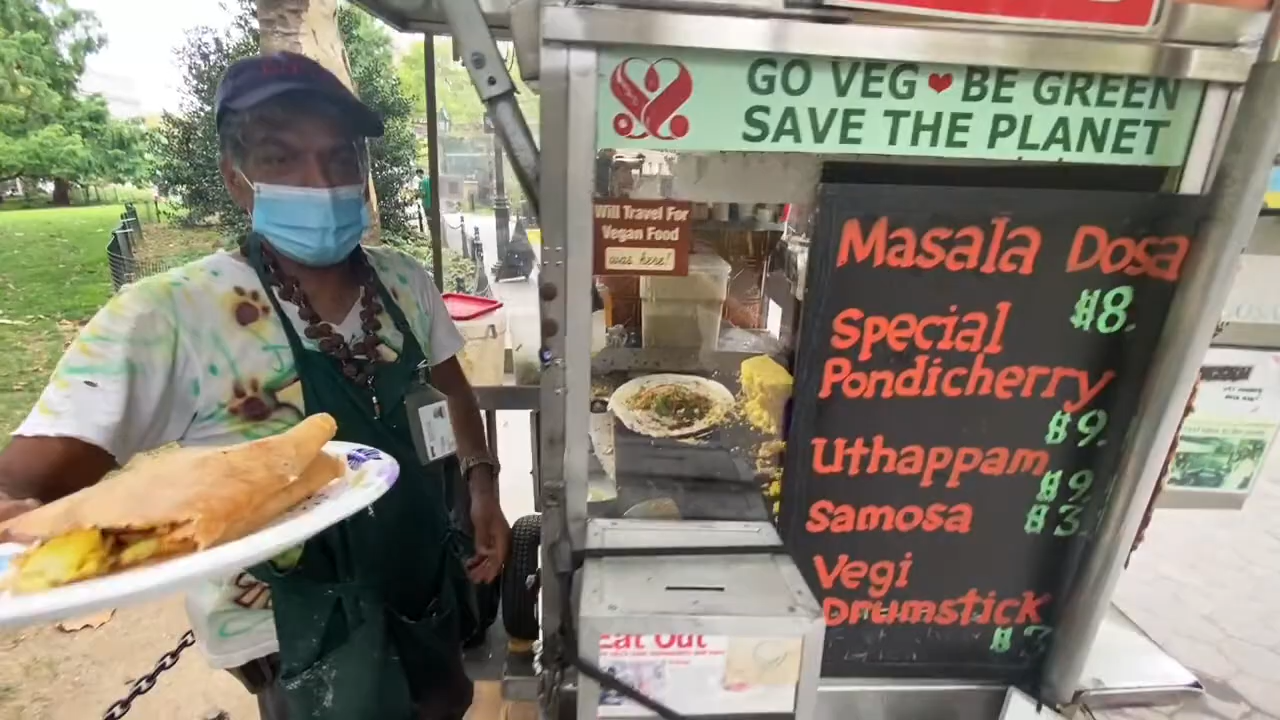 GO VEG ♥ BE GREEN
SAVE THE PLANET
Will Travel For
Vegan Food
was here!
Masala Dosa
$8.
Special
Pondicherry
$9.
Uthappam
$9.
Samosa
$3.
Vegi
Drumstick
$3
Eat Out